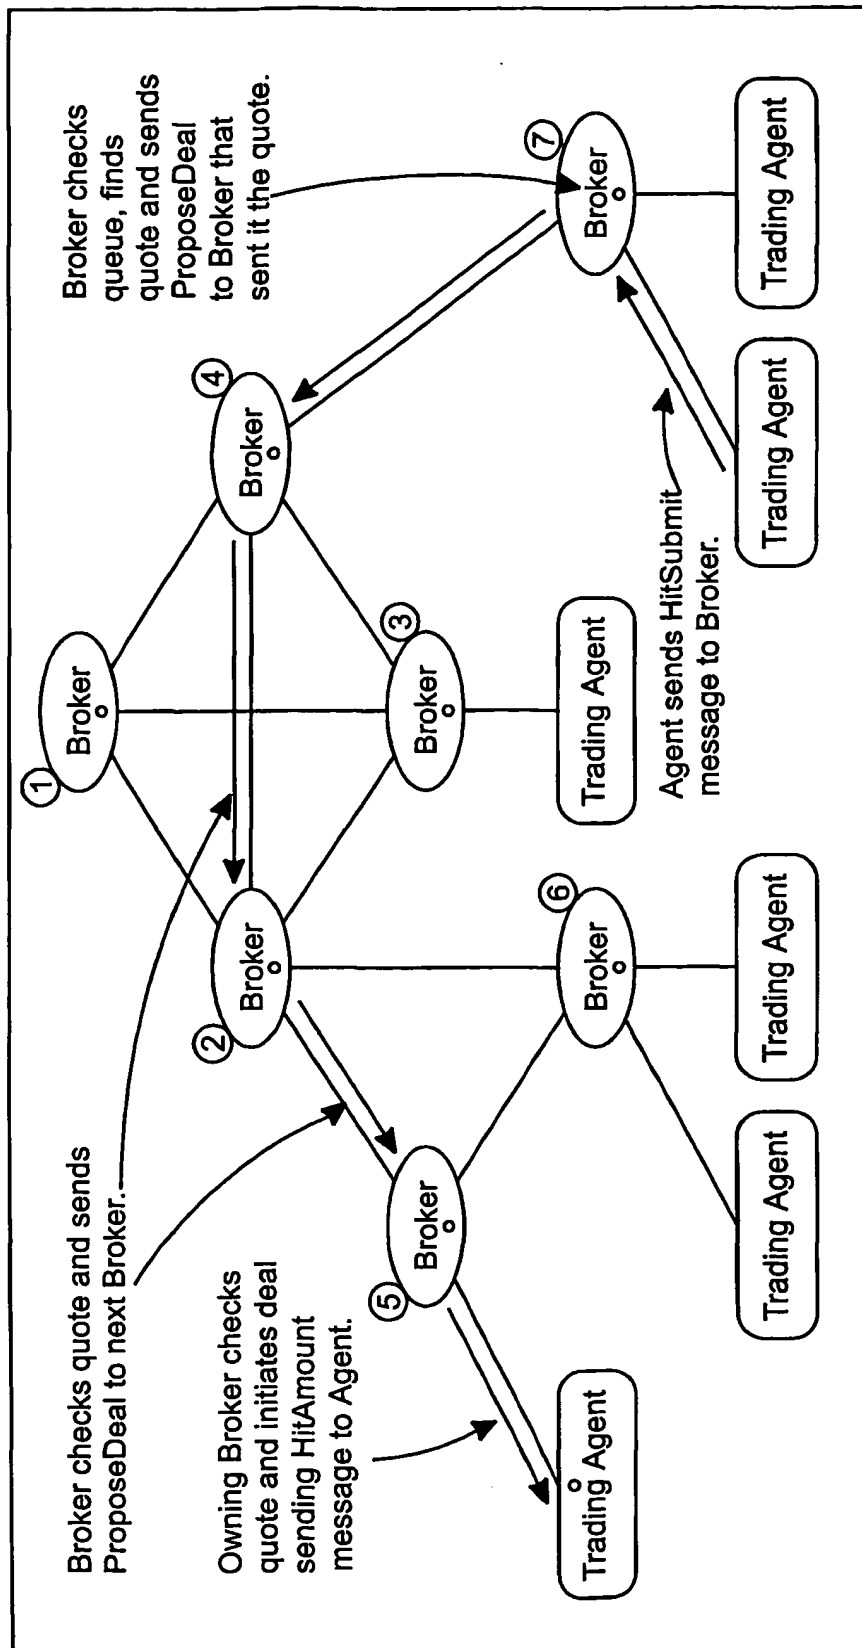 Broker checks quote and sends
ProposeDeal to next Broker.
Owning Broker checks
quote and initiates deal
sending HitAmount
message to Agent.
Broker checks
queue, finds
quote and sends
ProposeDeal
to Broker that
sent it the quote.
1
Broker
2
Broker
4
Broker
5
Broker
3
Broker
6
Broker
7
Broker
Trading Agent
Trading Agent
Agent sends HitSubmit
message to Broker.
Trading Agent
Trading Agent
Trading Agent
Trading Agent